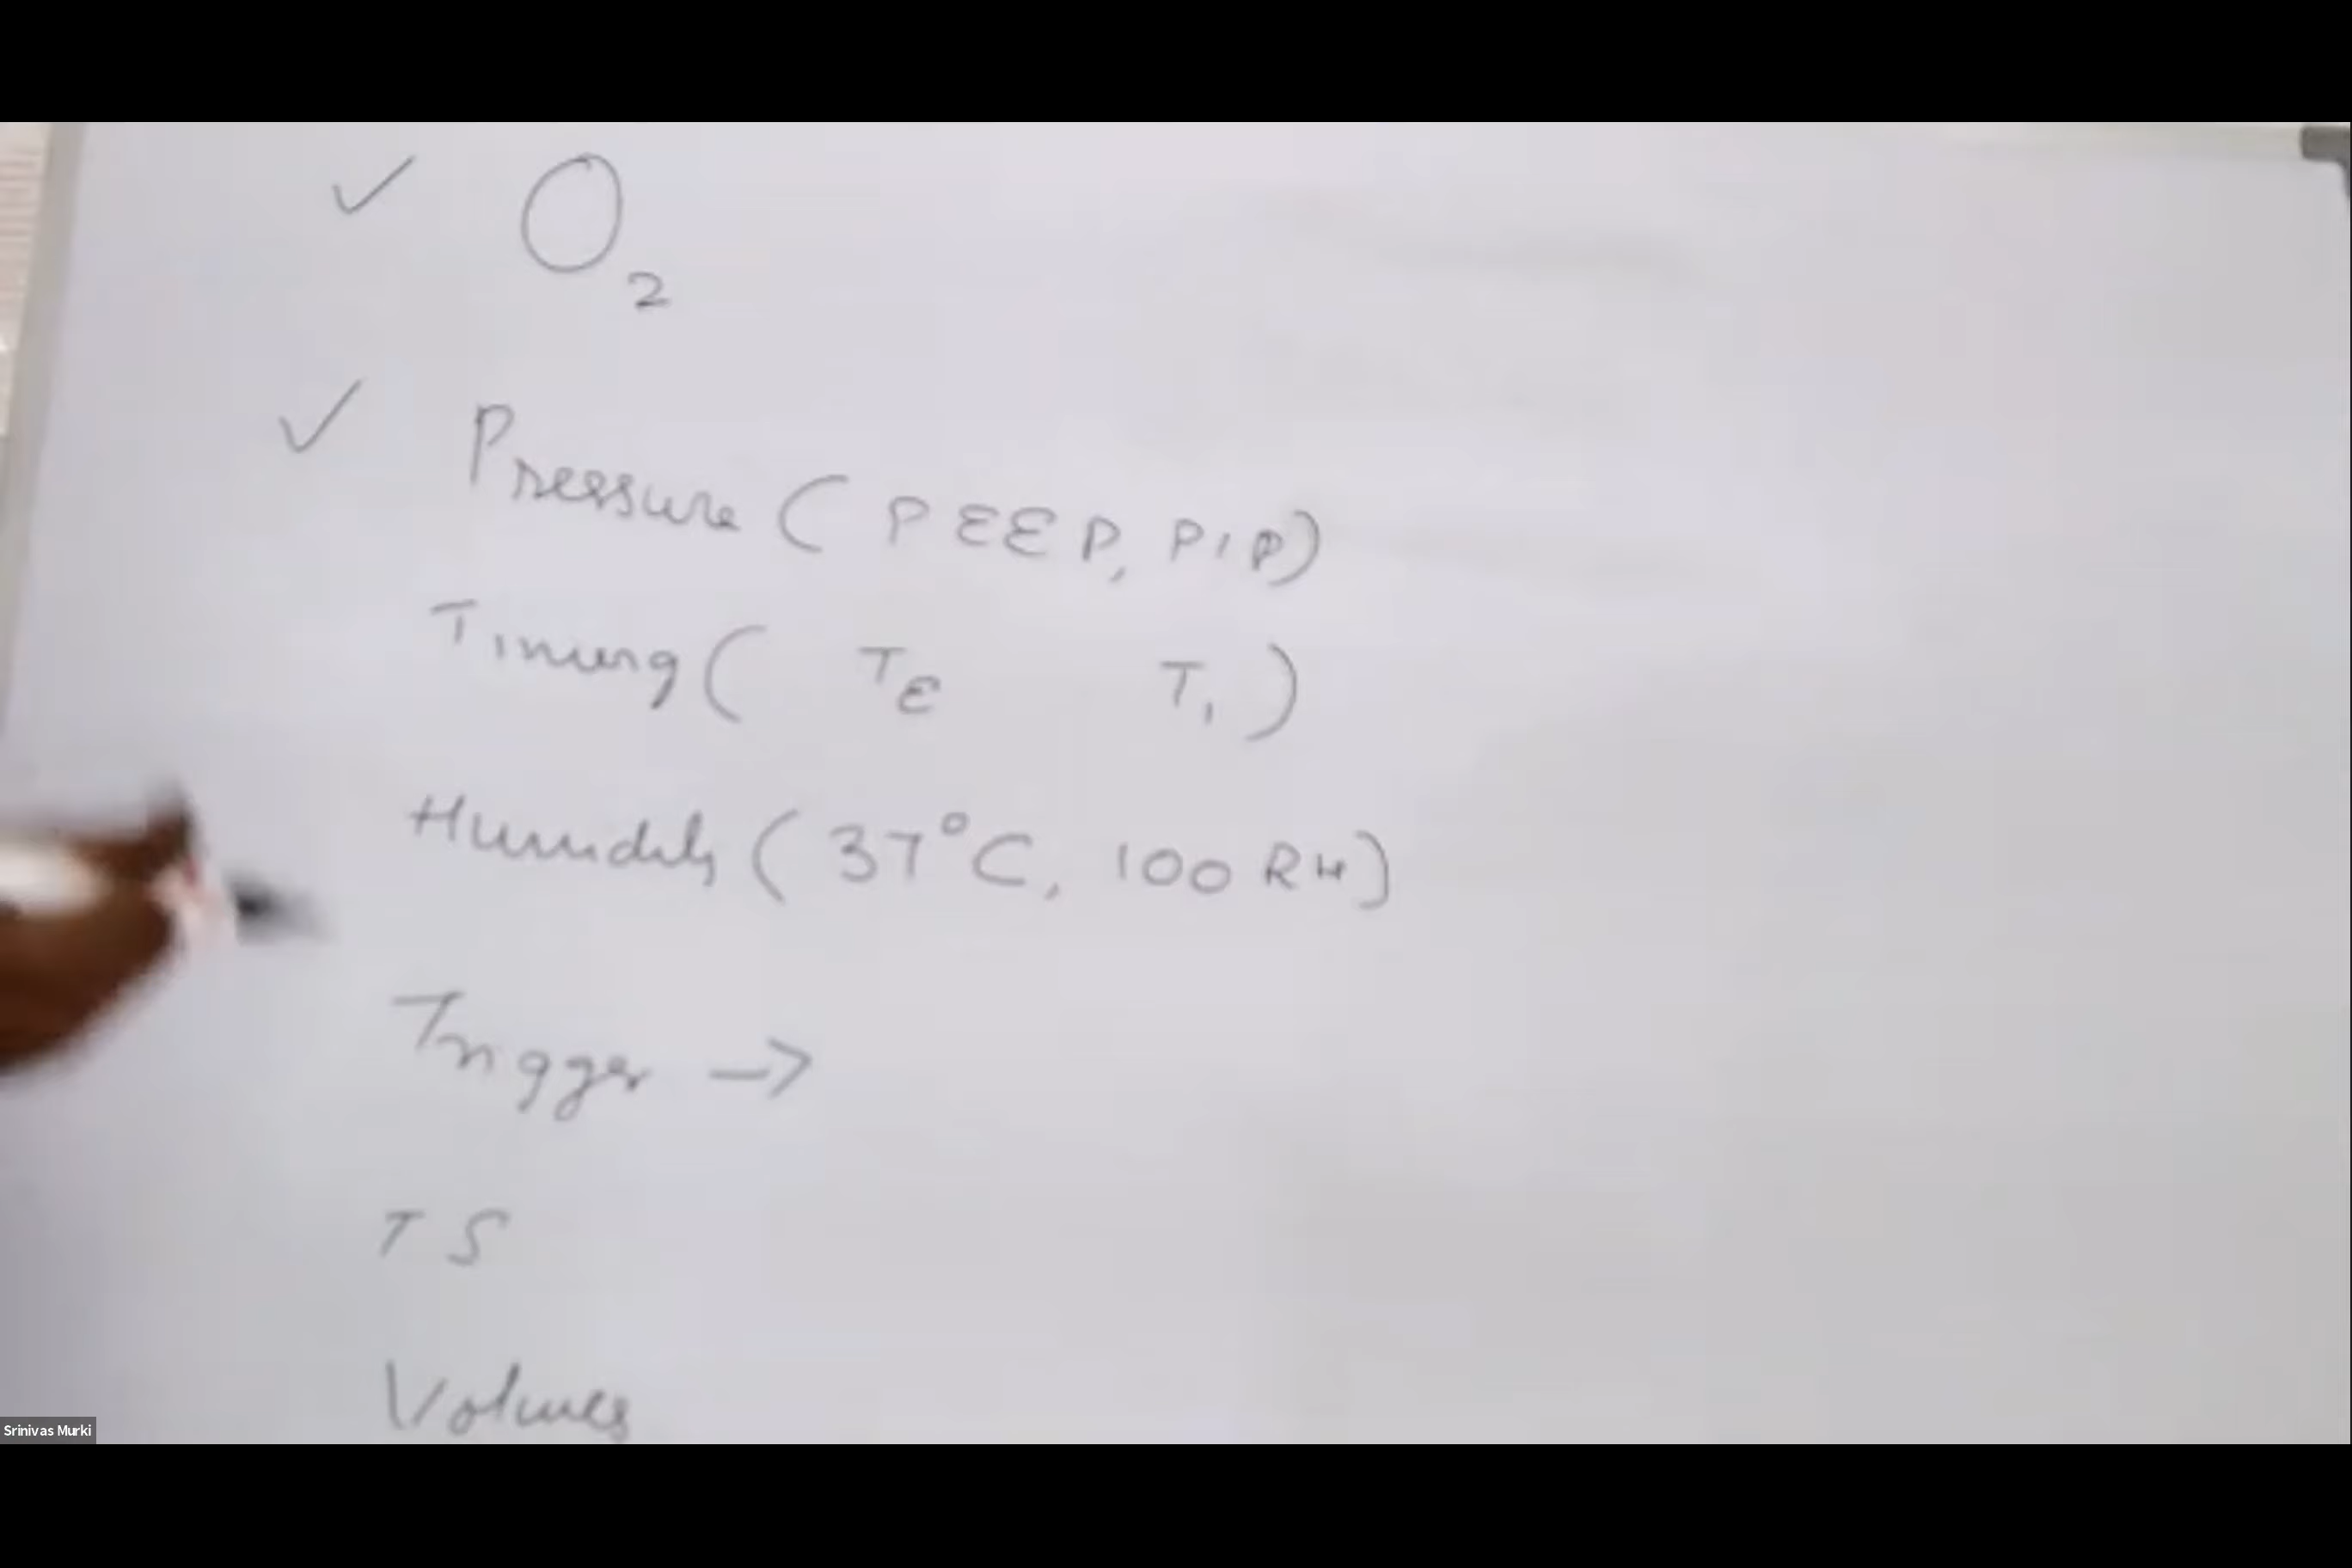 ✓ O₂
✓ Pressure ( PEEP, PIP)
Timing ( TE TI )
Humidity ( 37°C, 100 RH)
Trigger →
TS
Volumes
Srinivas Murki